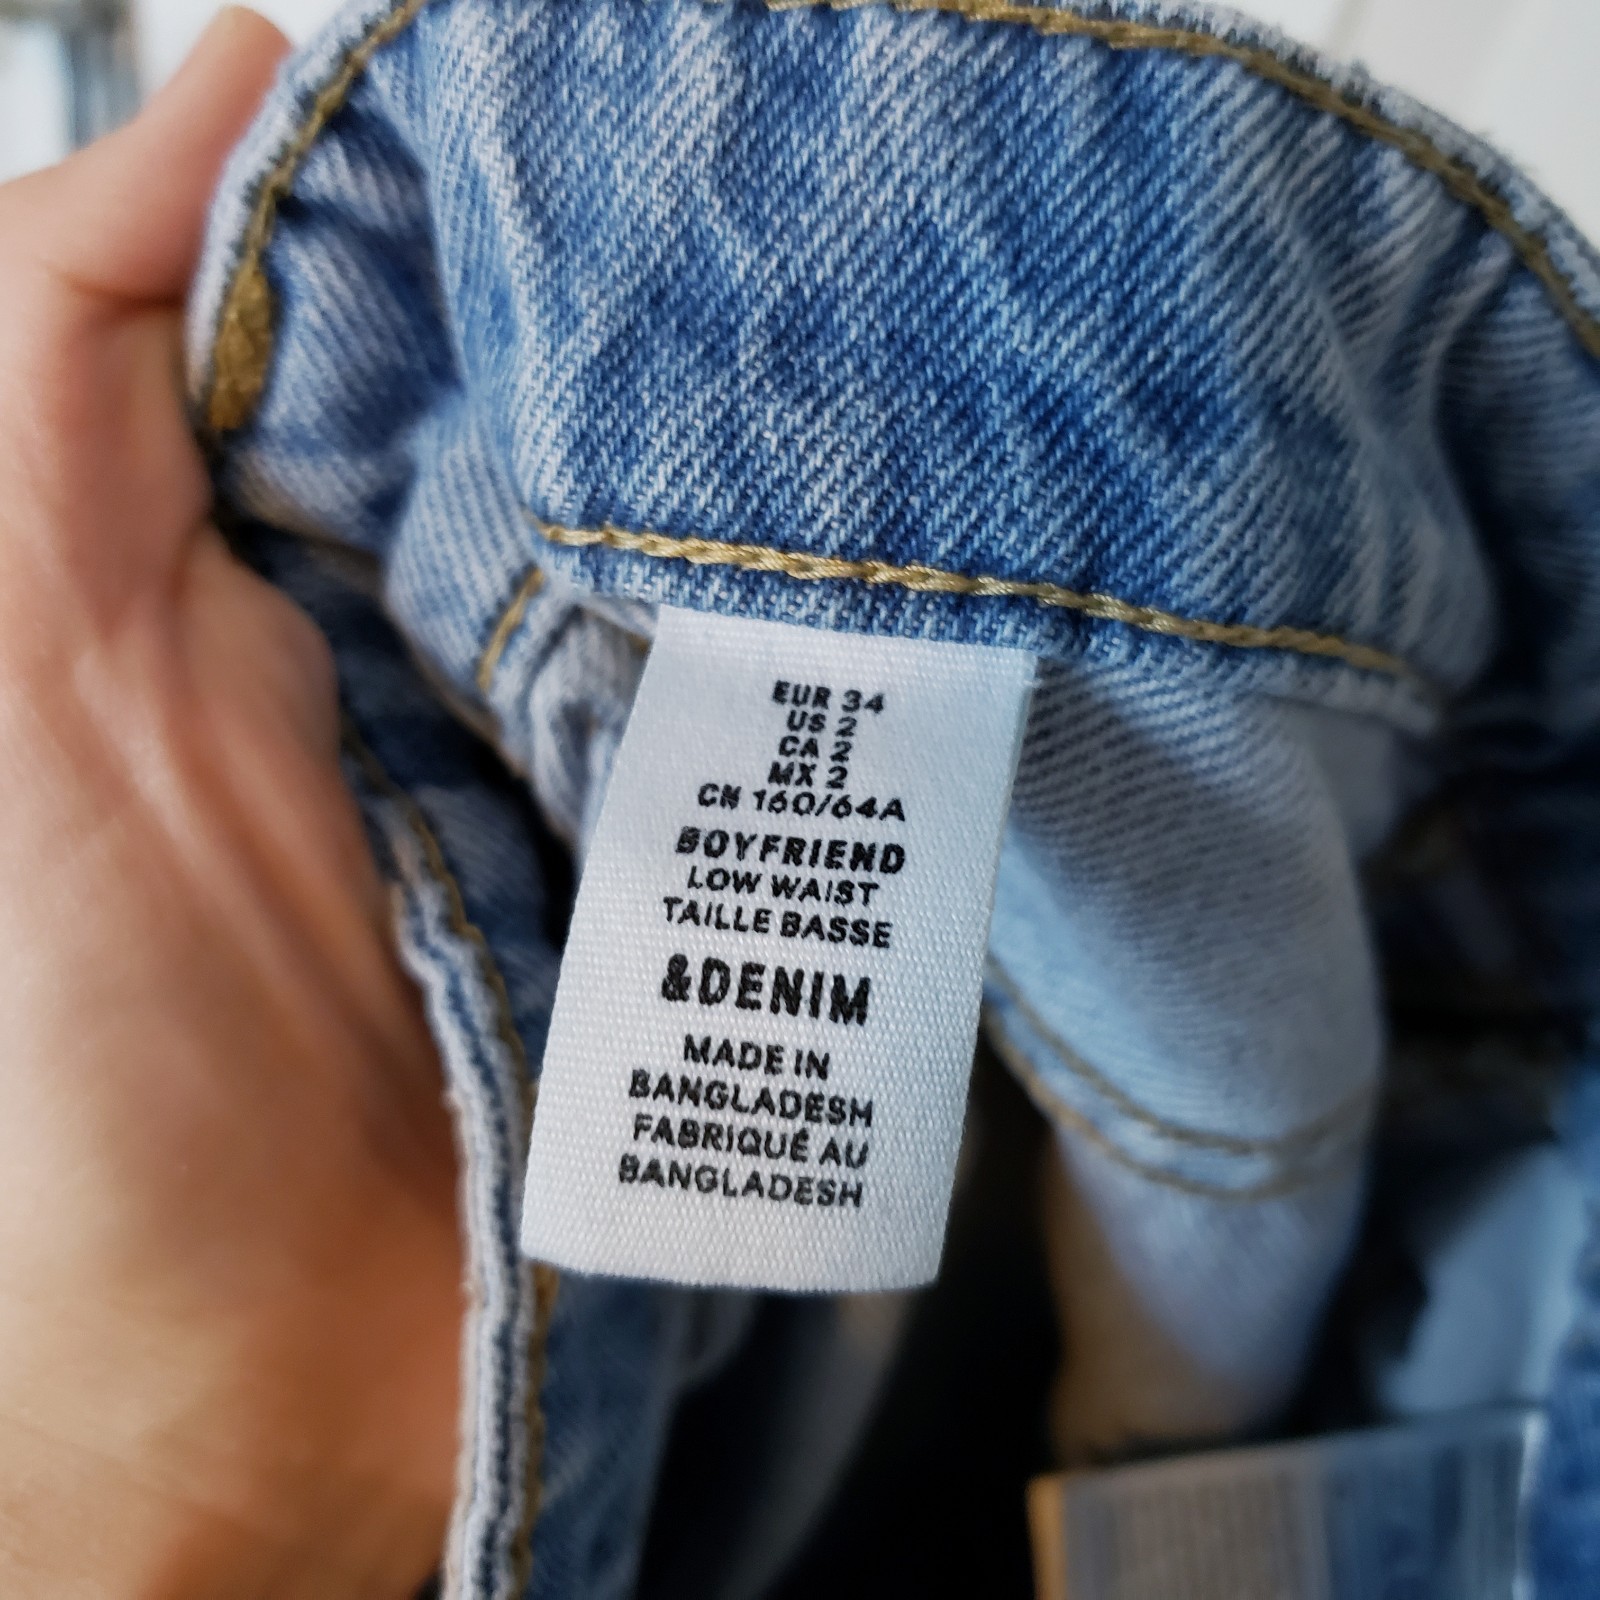 EUR 34
US 2
CA 2
MX 2
CN 160/64A
BOYFRIEND
LOW WAIST
TAILLE BASSE
&DENIM
MADE IN
BANGLADESH
FABRIQUÉ AU
BANGLADESH